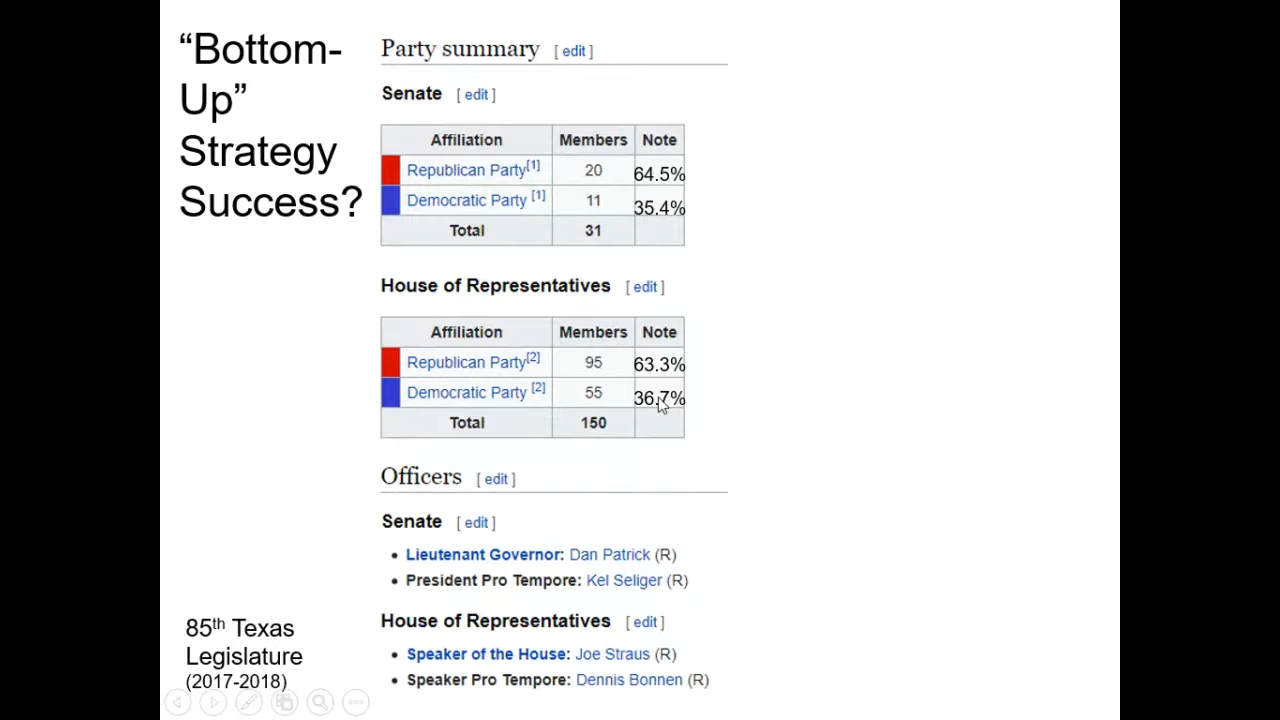 “Bottom-
Up”
Strategy
Success?
Party summary [ edit ]
Senate [ edit ]
Affiliation Members Note
Republican Party[1] 20 64.5%
Democratic Party [1] 11 35.4%
Total 31
House of Representatives [ edit ]
Affiliation Members Note
Republican Party[2] 95 63.3%
Democratic Party [2] 55 36.7%
Total 150
Officers [ edit ]
Senate [ edit ]
• Lieutenant Governor: Dan Patrick (R)
• President Pro Tempore: Kel Seliger (R)
House of Representatives [ edit ]
• Speaker of the House: Joe Straus (R)
• Speaker Pro Tempore: Dennis Bonnen (R)
85th Texas
Legislature
(2017-2018)